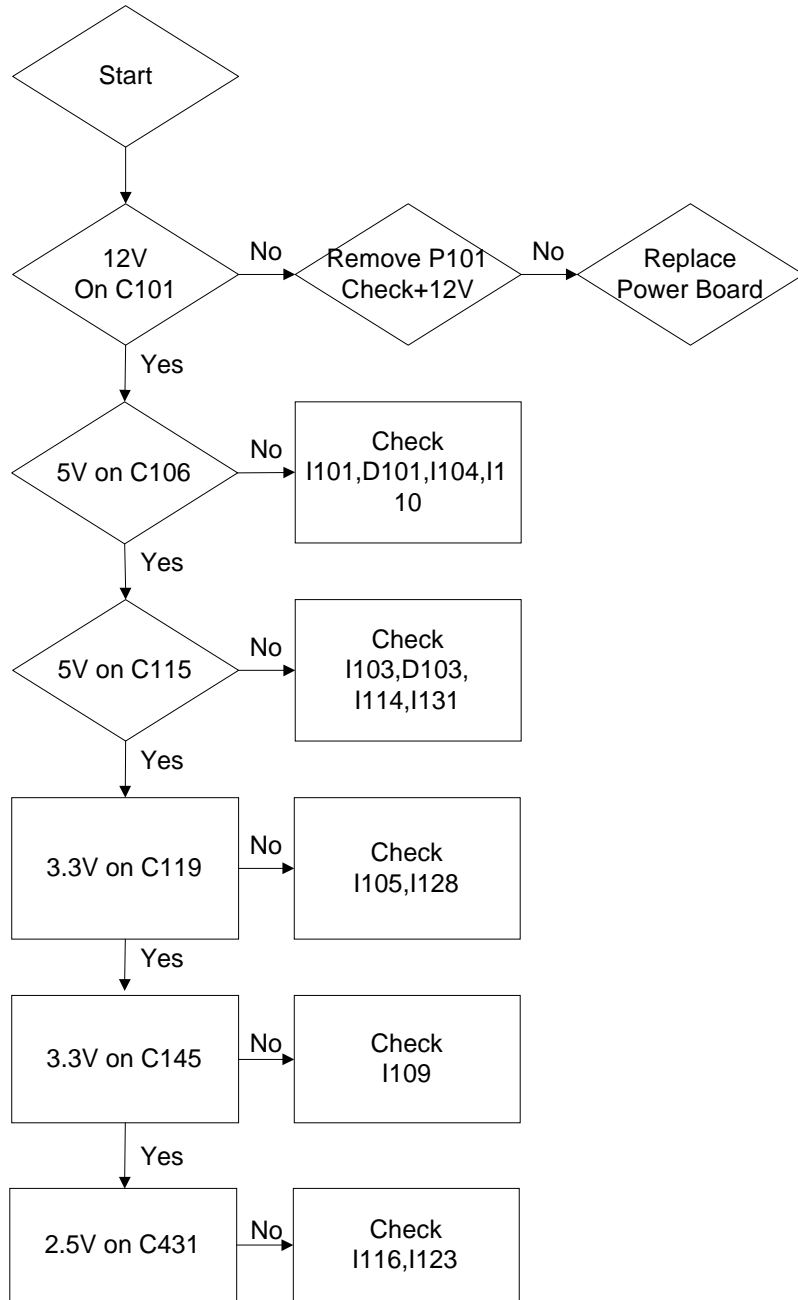 Start
12V
On C101
No
Remove P101
Check+12V
No
Replace
Power Board
Yes
5V on C106
No
Check
I101,D101,I104,I1
10
Yes
5V on C115
No
Check
I103,D103,
I114,I131
Yes
3.3V on C119
No
Check
I105,I128
Yes
3.3V on C145
No
Check
I109
Yes
2.5V on C431
No
Check
I116,I123